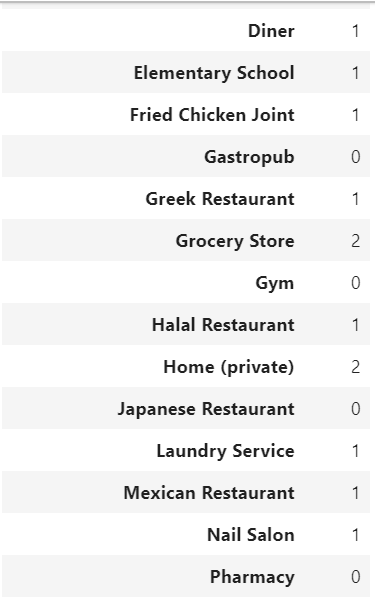 Diner 1
Elementary School 1
Fried Chicken Joint 1
Gastropub 0
Greek Restaurant 1
Grocery Store 2
Gym 0
Halal Restaurant 1
Home (private) 2
Japanese Restaurant 0
Laundry Service 1
Mexican Restaurant 1
Nail Salon 1
Pharmacy 0